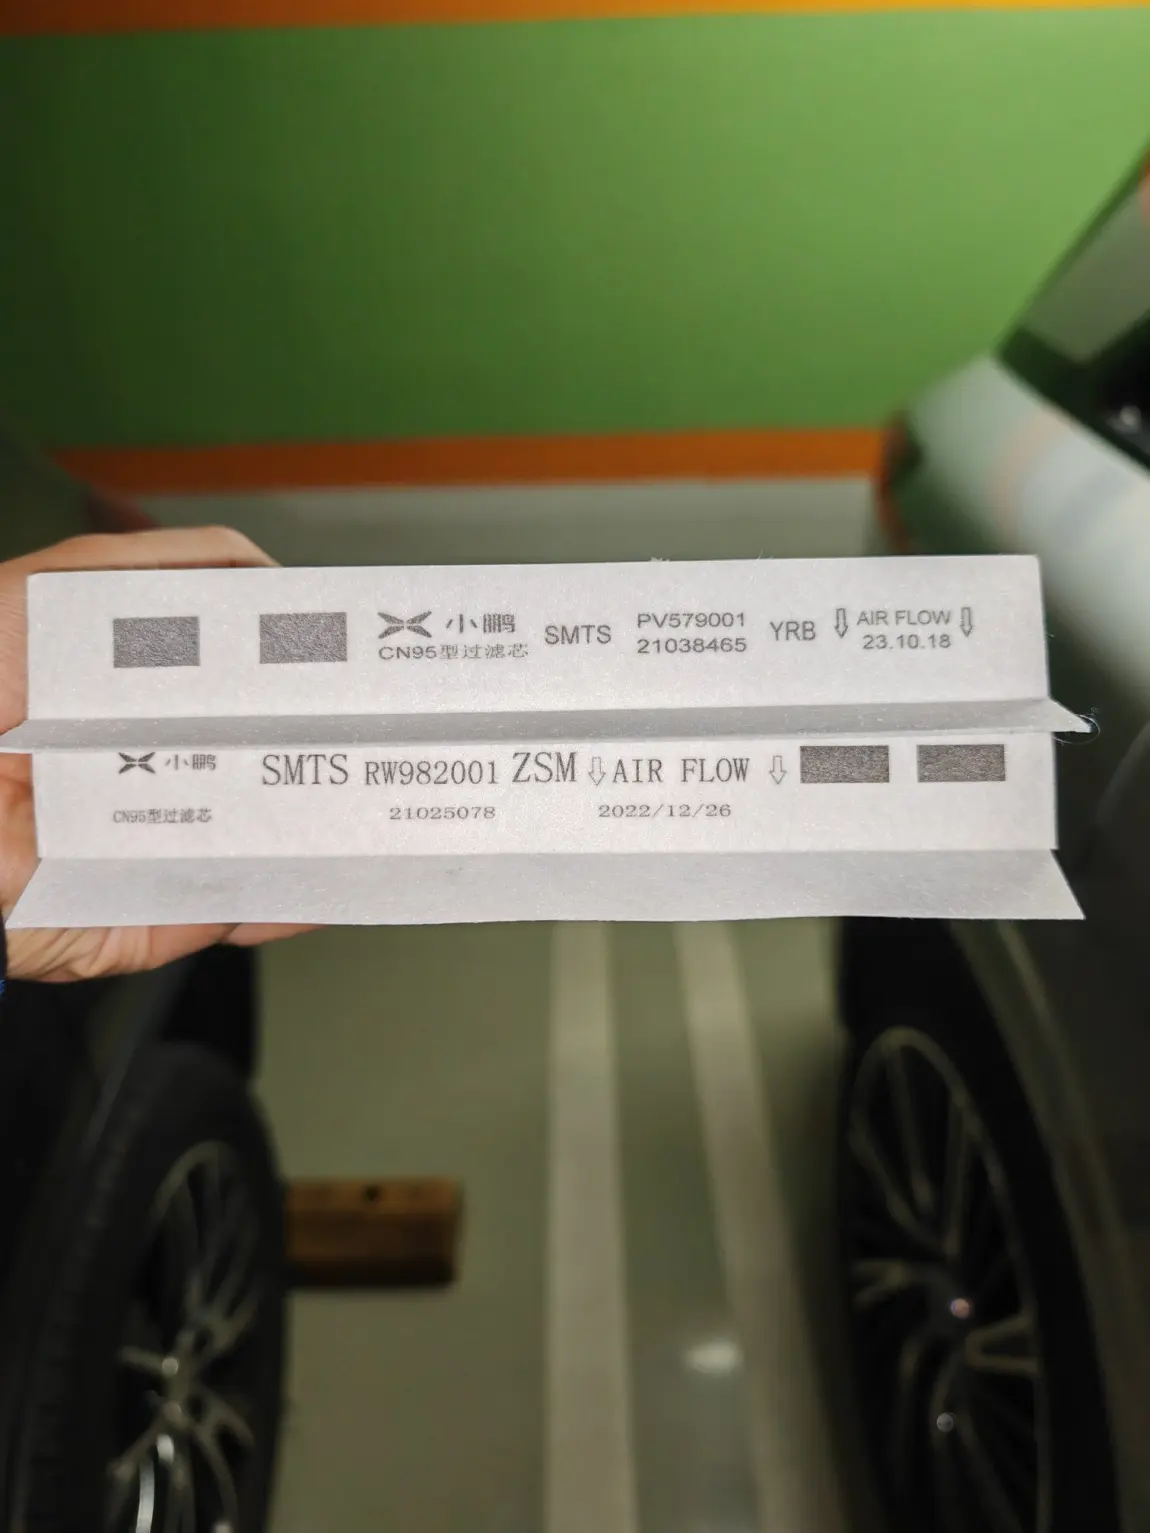 小鹏 SMTS PV579001 YRB ⇩ AIR FLOW ⇩
CN95型过滤芯 21038465 23.10.18
小鹏 SMTS RW982001 ZSM ⇩ AIR FLOW ⇩
CN95型过滤芯 21025078 2022/12/26